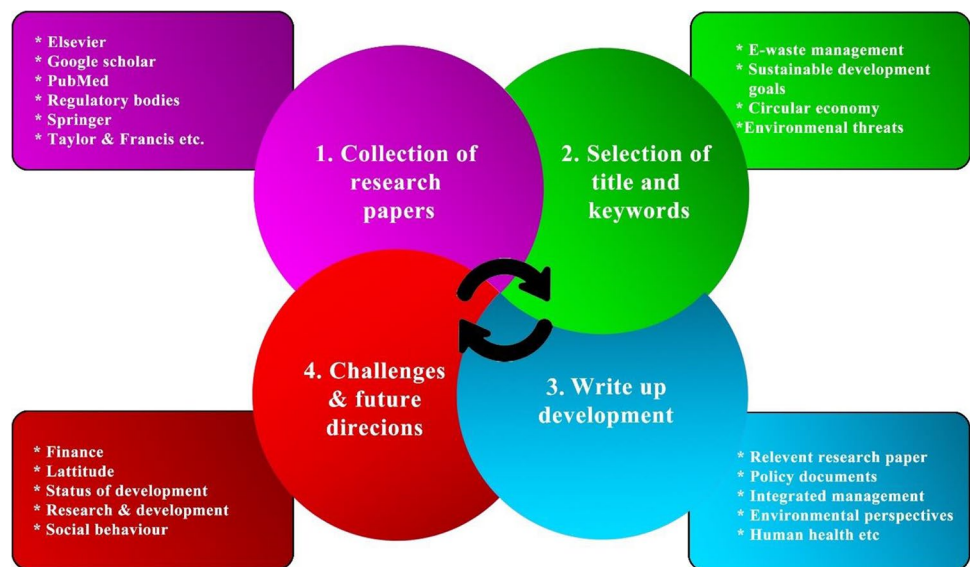 * Elsevier
* Google scholar
* PubMed
* Regulatory bodies
* Springer
* Taylor & Francis etc.
1. Collection of
research
papers
2. Selection of
title and
keywords
* E-waste management
* Sustainable development
goals
* Circular economy
*Environmenal threats
4. Challenges
& future
direcions
3. Write up
development
* Finance
* Lattitude
* Status of development
* Research & development
* Social behaviour
* Relevent research paper
* Policy documents
* Integrated management
* Environmental perspectives
* Human health etc